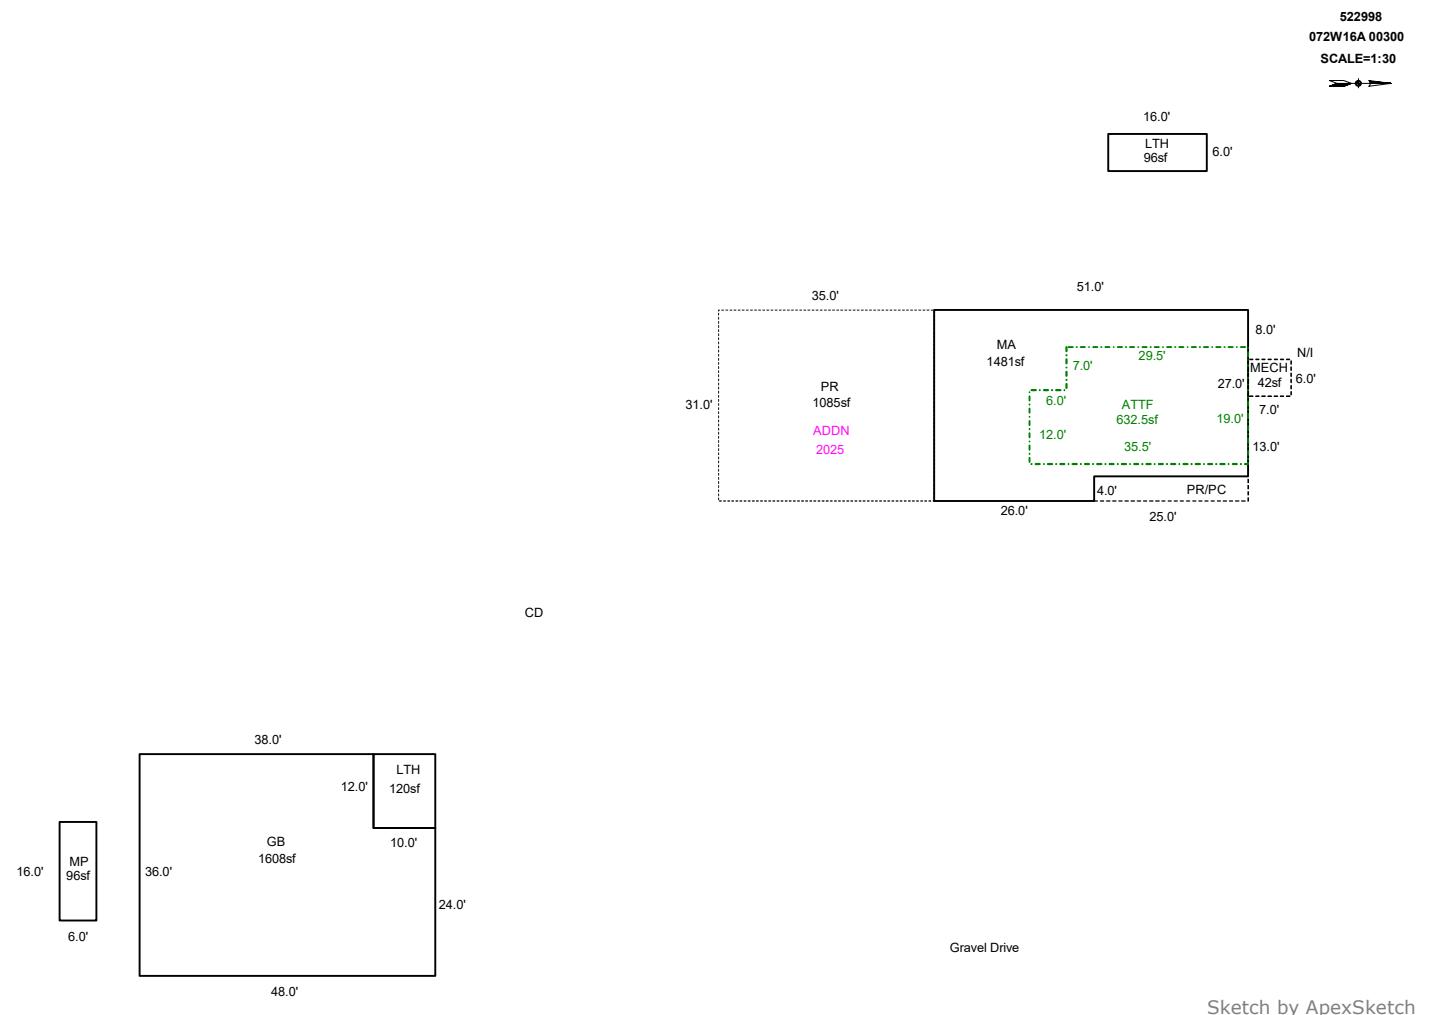 522998
072W16A 00300
SCALE=1:30
16.0'
LTH
96sf
6.0'
51.0'
35.0'
8.0'
MA
1481sf
29.5'
7.0'
N/I
MECH
42sf
6.0'
27.0'
PR
1085sf
31.0'
6.0'
ATTF
632.5sf
19.0'
7.0'
ADDN
2025
12.0'
35.5'
13.0'
4.0'
PR/PC
26.0'
25.0'
CD
38.0'
LTH
120sf
12.0'
10.0'
GB
1608sf
16.0'
MP
96sf
36.0'
24.0'
6.0'
48.0'
Gravel Drive
Sketch by ApexSketch